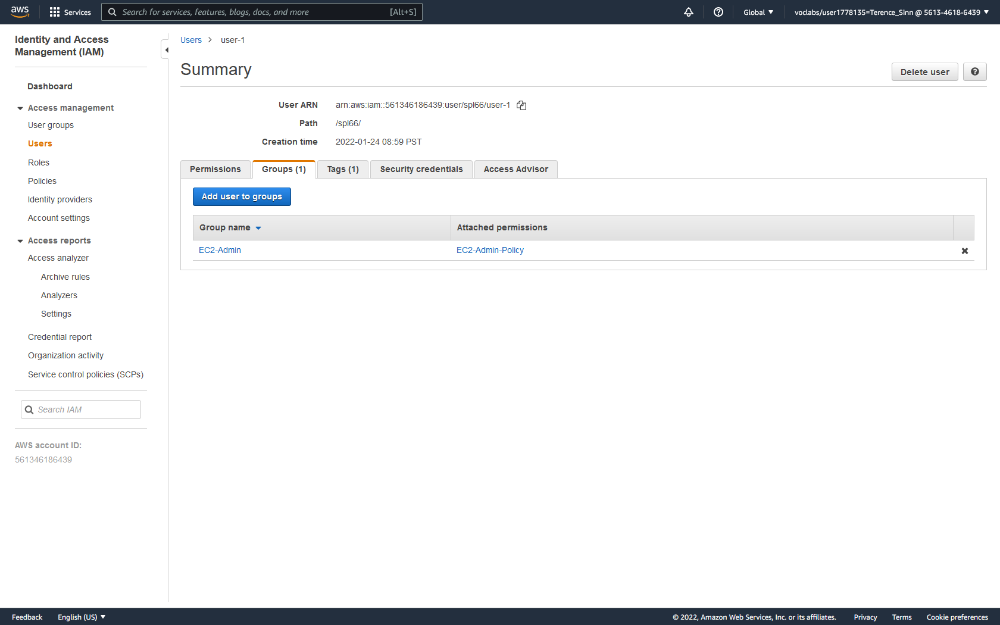 aws
Services
Search for services, features, blogs, docs, and more [Alt+S]
Global
voclabs/user1778135=Terence_Sinn @ 5613-4618-6439
Identity and Access
Management (IAM)
Dashboard
Access management
User groups
Users
Roles
Policies
Identity providers
Account settings
Access reports
Access analyzer
Archive rules
Analyzers
Settings
Credential report
Organization activity
Service control policies (SCPs)
Search IAM
AWS account ID:
561346186439
Users > user-1
Summary
Delete user
User ARN arn:aws:iam::561346186439:user/spl66/user-1
Path /spl66/
Creation time 2022-01-24 08:59 PST
Permissions Groups (1) Tags (1) Security credentials Access Advisor
Add user to groups
Group name Attached permissions
EC2-Admin EC2-Admin-Policy
Feedback English (US)
© 2022, Amazon Web Services, Inc. or its affiliates. Privacy Terms Cookie preferences